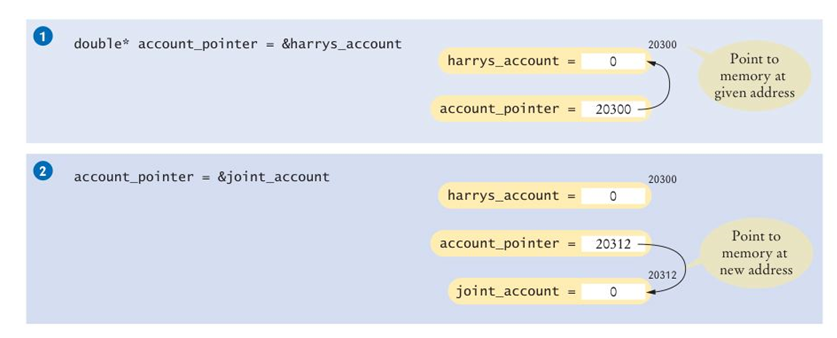 1
double* account_pointer = &harrys_account
20300
harrys_account = 0
account_pointer = 20300
Point to
memory at
given address
2
account_pointer = &joint_account
20300
harrys_account = 0
account_pointer = 20312
20312
joint_account = 0
Point to
memory at
new address